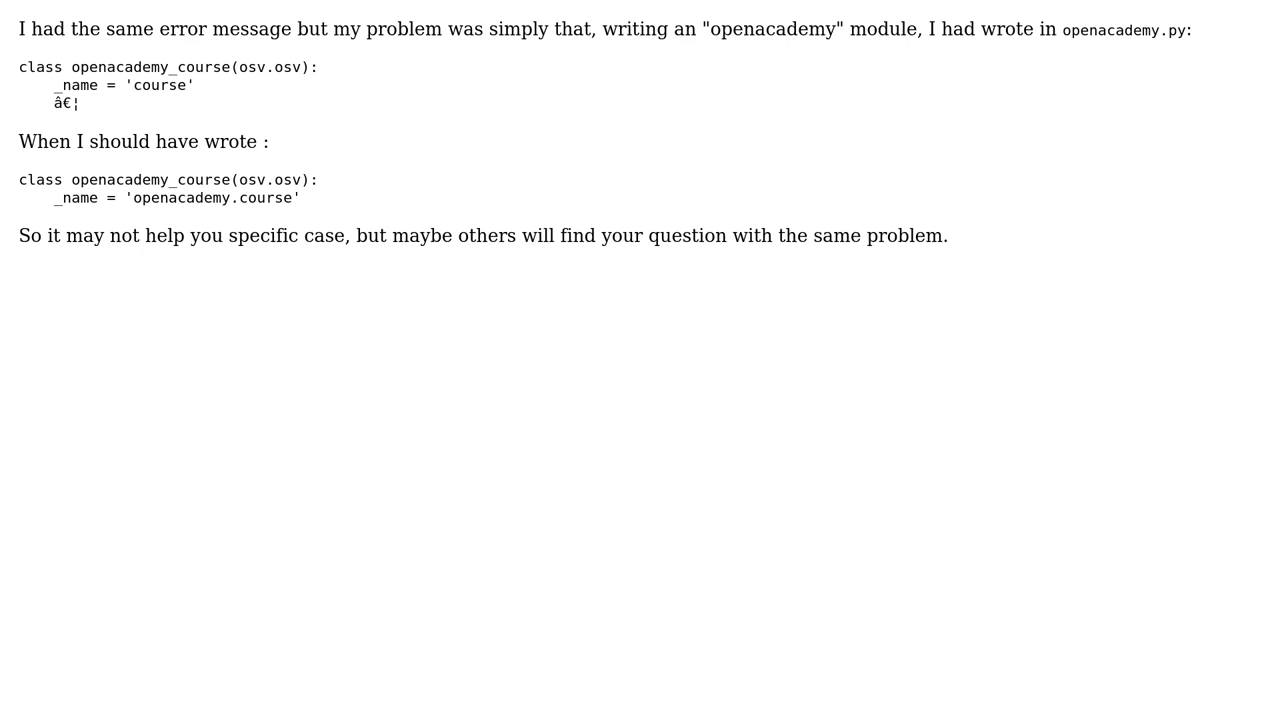 I had the same error message but my problem was simply that, writing an "openacademy" module, I had wrote in openacademy.py:
class openacademy_course(osv.osv):
    _name = 'course'
    â€¦
When I should have wrote :
class openacademy_course(osv.osv):
    _name = 'openacademy.course'
So it may not help you specific case, but maybe others will find your question with the same problem.